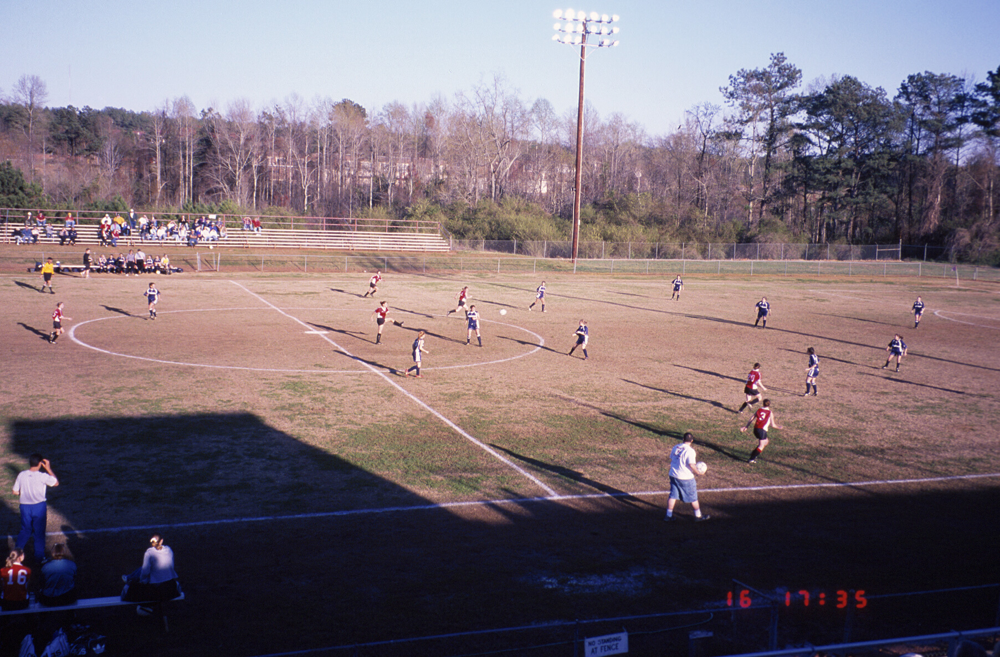 3
16
16 17:35
NO STANDING
AT FENCE